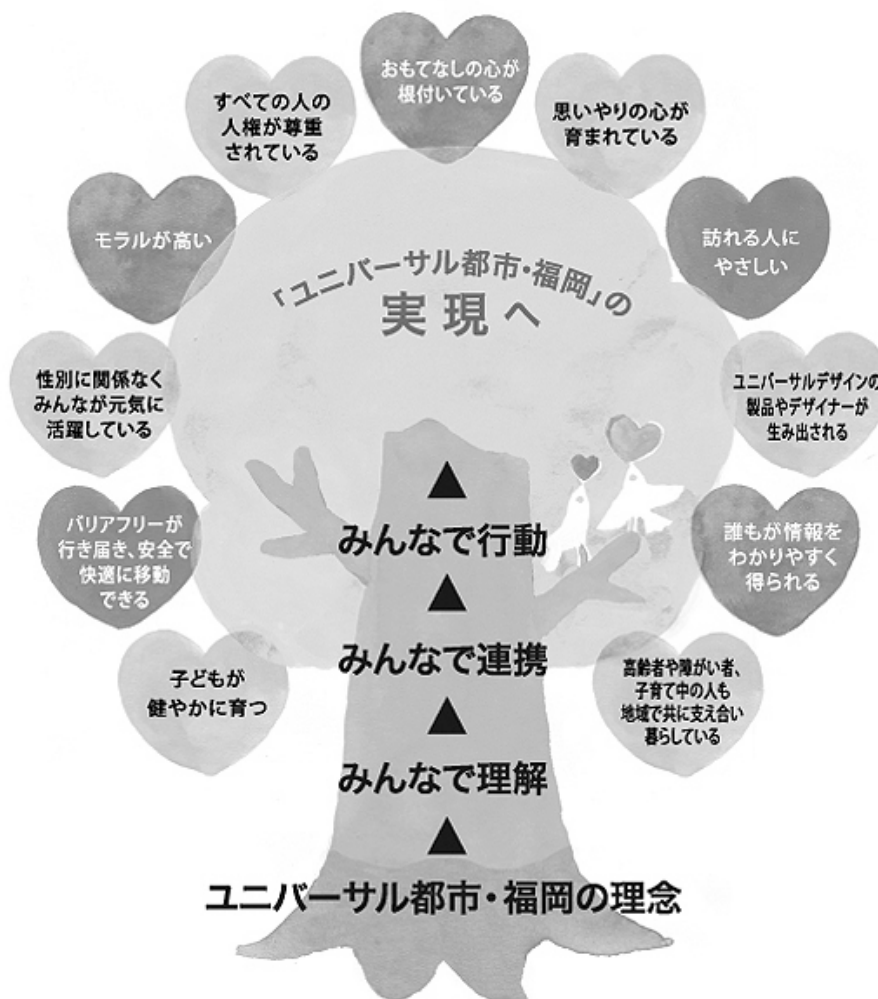 おもてなしの心が
根付いている
すべての人の
人権が尊重
されている
思いやりの心が
育まれている
モラルが高い
訪れる人に
やさしい
「ユニバーサル都市・福岡」の
実現へ
性別に関係なく
みんなが元気に
活躍している
ユニバーサルデザインの
製品やデザイナーが
生み出される
バリアフリーが
行き届き、安全で
快適に移動
できる
誰もが情報を
わかりやすく
得られる
子どもが
健やかに育つ
高齢者や障がい者、
子育て中の人も
地域で共に支え合い
暮らしている
▲
みんなで行動
▲
みんなで連携
▲
みんなで理解
▲
ユニバーサル都市・福岡の理念